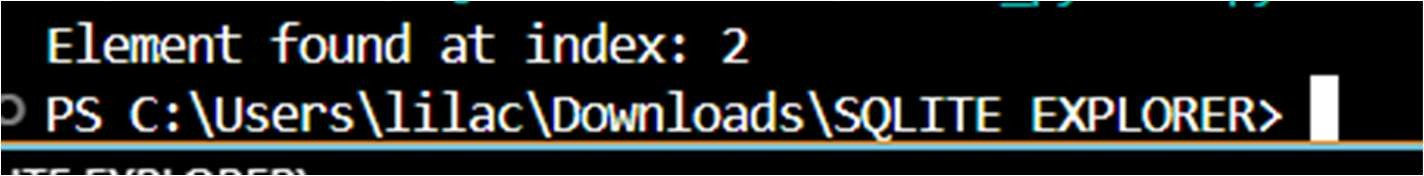 Element found at index: 2
PS C:\Users\lilac\Downloads\SQLITE EXPLORER>